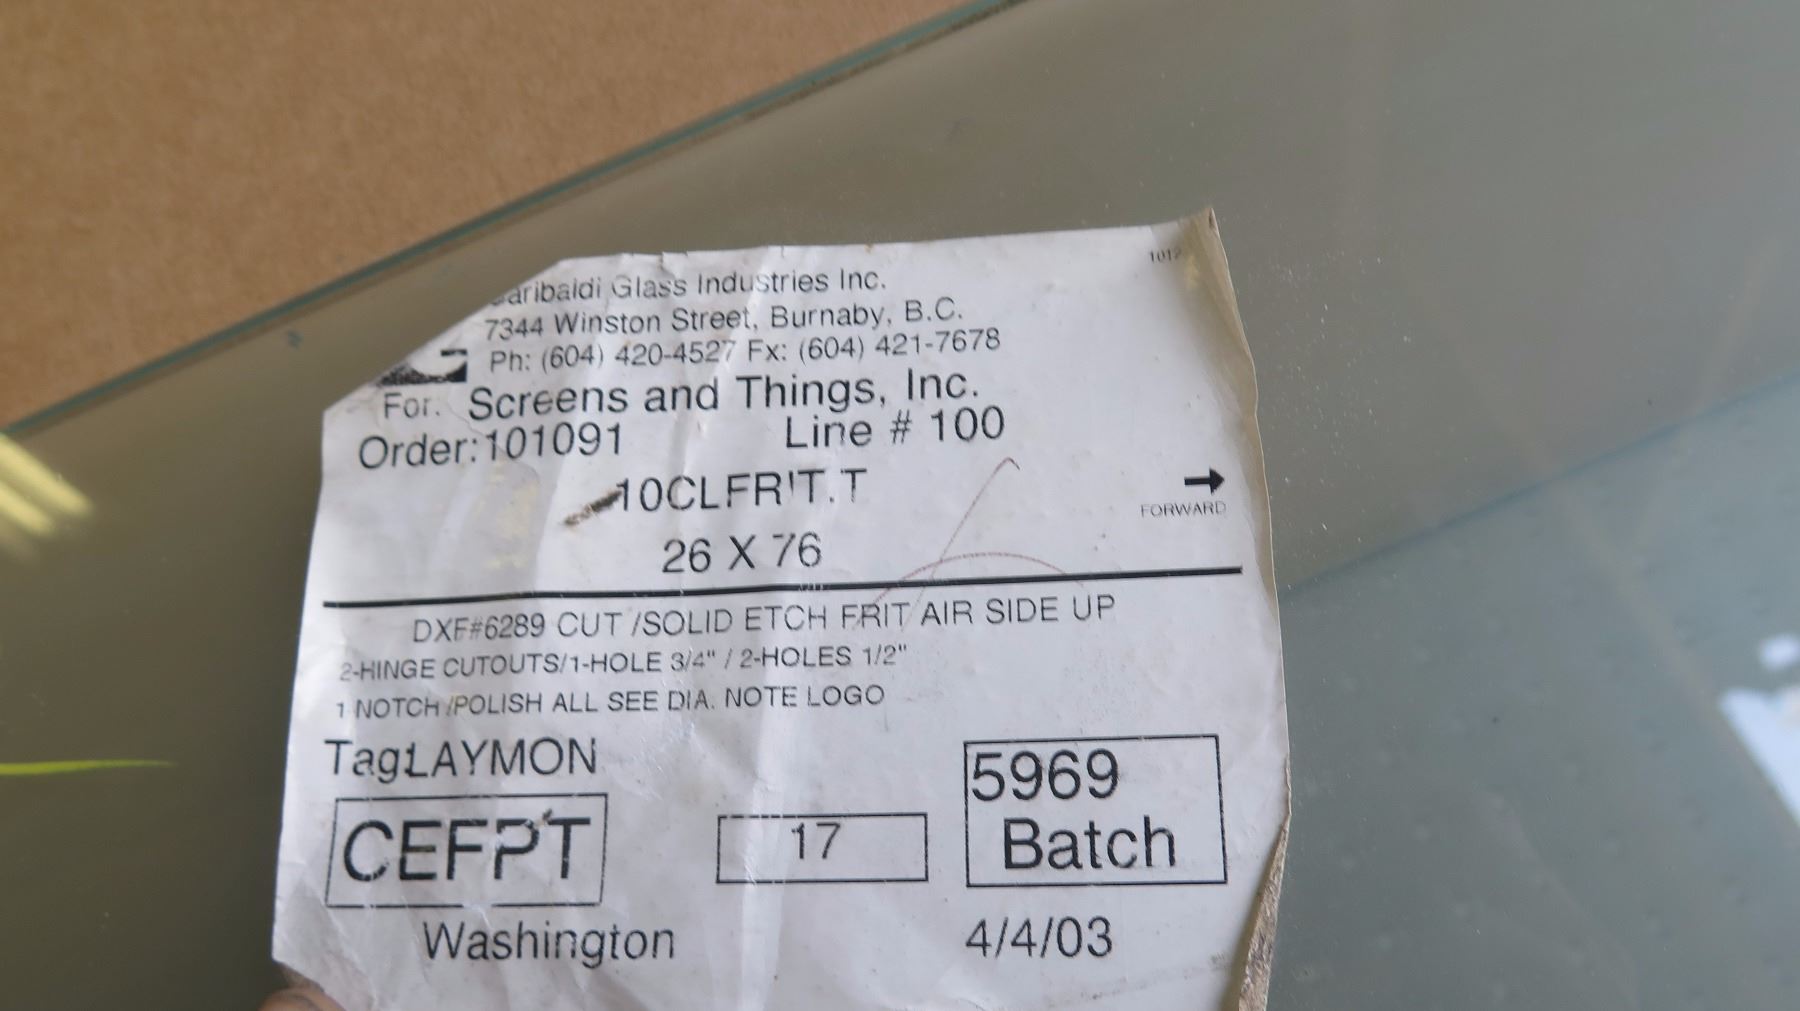 1012
Garibaldi Glass Industries Inc.
7344 Winston Street, Burnaby, B.C.
Ph: (604) 420-4527 Fx: (604) 421-7678
For: Screens and Things, Inc.
Order:101091 Line # 100
10CLFRIT.T
FORWARD
26 X 76
DXF#6289 CUT /SOLID ETCH FRIT AIR SIDE UP
2-HINGE CUTOUTS/1-HOLE 3/4" / 2-HOLES 1/2"
1 NOTCH /POLISH ALL SEE DIA. NOTE LOGO
Tag:LAYMON
CEFPT 17 5969 Batch
Washington 4/4/03